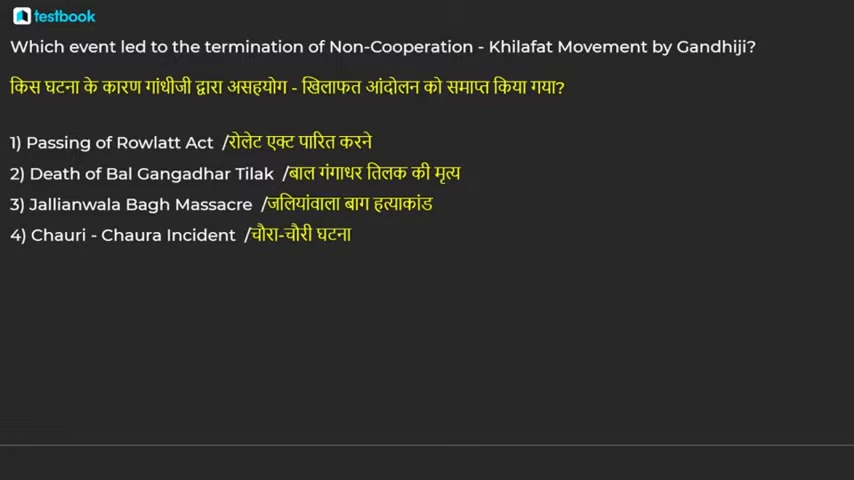 testbook
Which event led to the termination of Non-Cooperation - Khilafat Movement by Gandhiji?
किस घटना के कारण गांधीजी द्वारा असहयोग - खिलाफत आंदोलन को समाप्त किया गया?
1) Passing of Rowlatt Act /रोलेट एक्ट पारित करने
2) Death of Bal Gangadhar Tilak /बाल गंगाधर तिलक की मृत्य
3) Jallianwala Bagh Massacre /जलियांवाला बाग हत्याकांड
4) Chauri - Chaura Incident /चौरा-चौरी घटना